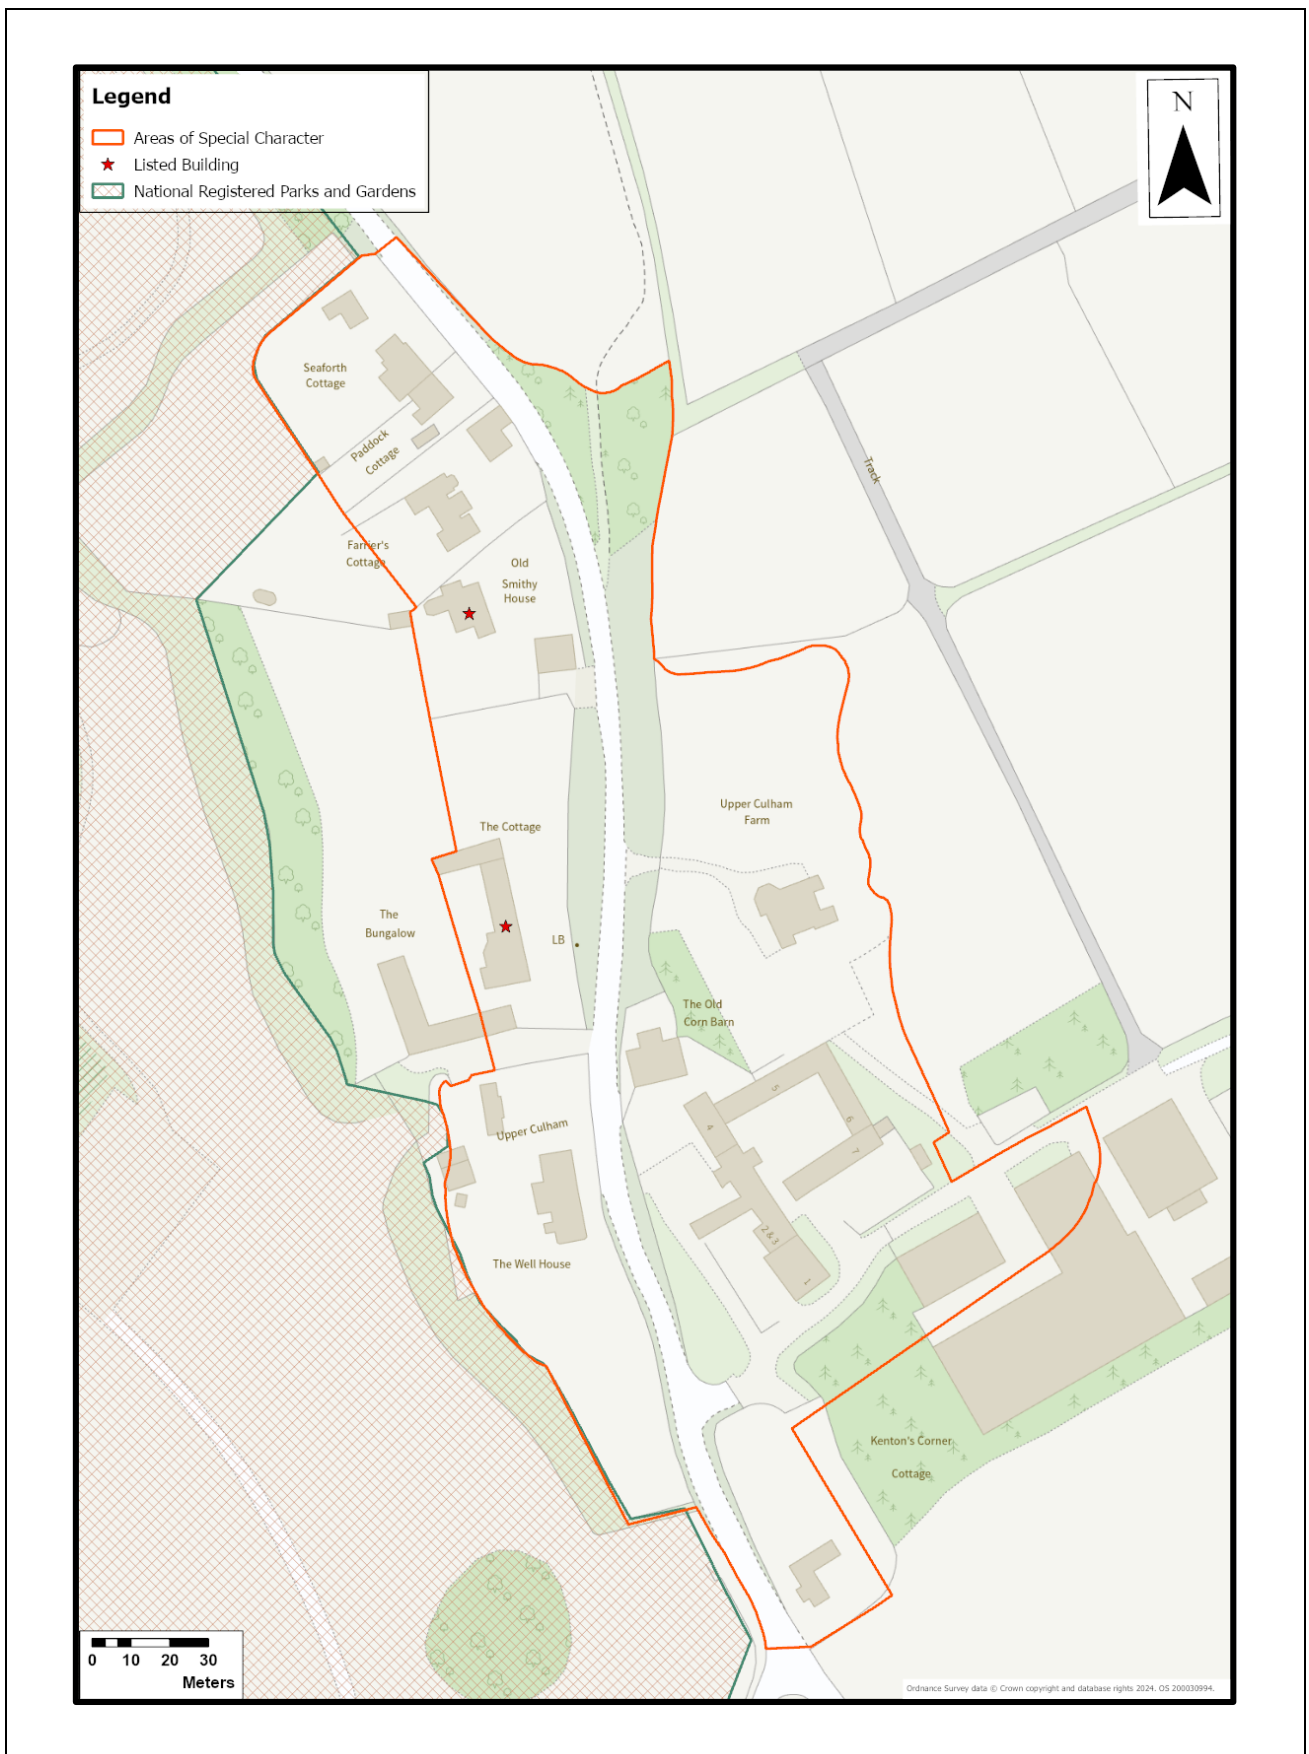 Legend
Areas of Special Character
Listed Building
National Registered Parks and Gardens
N
Seaforth
Cottage
Paddock
Cottage
Farrier's
Cottage
Old
Smithy
House
Track
Upper Culham
Farm
The Cottage
The
Bungalow
LB
The Old
Corn Barn
5
6
4
7
Upper Culham
2 & 3
1
The Well House
Kenton's Corner
Cottage
0 10 20 30
Meters
Ordnance Survey data © Crown copyright and database rights 2024. OS 200030994.